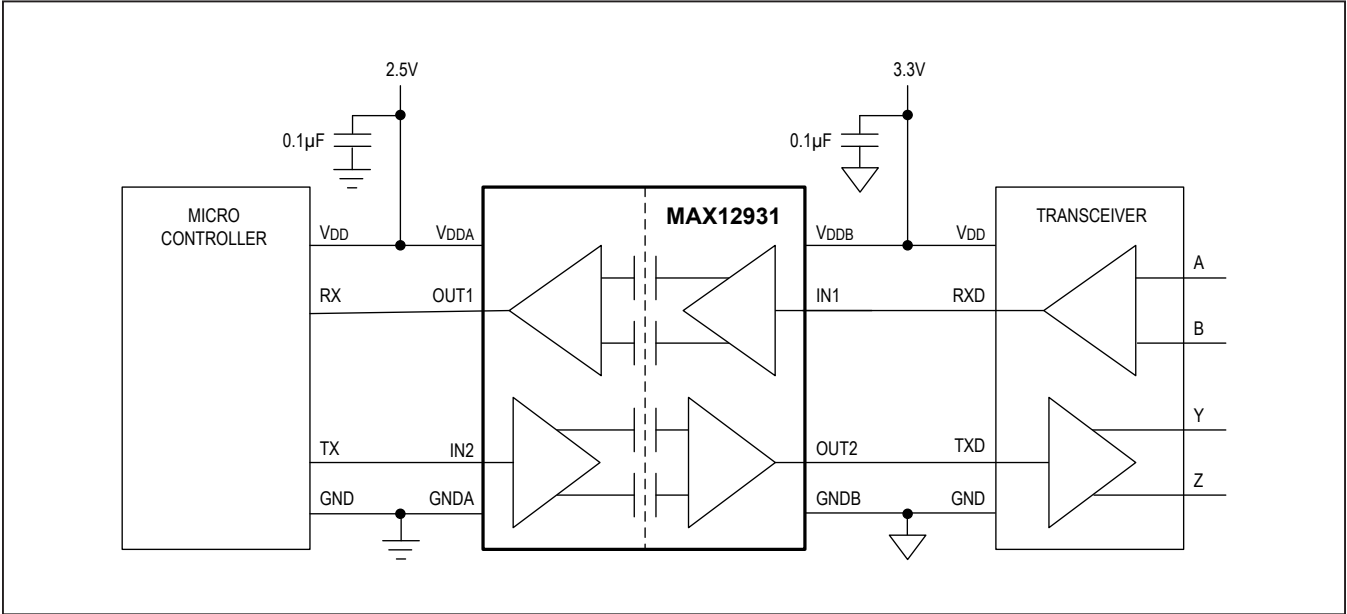 2.5V
3.3V
0.1µF
0.1µF
MICRO
CONTROLLER
MAX12931
TRANSCEIVER
VDD
VDDA
VDDB
VDD
RX
OUT1
IN1
RXD
A
B
TX
IN2
OUT2
TXD
Y
Z
GND
GNDA
GNDB
GND